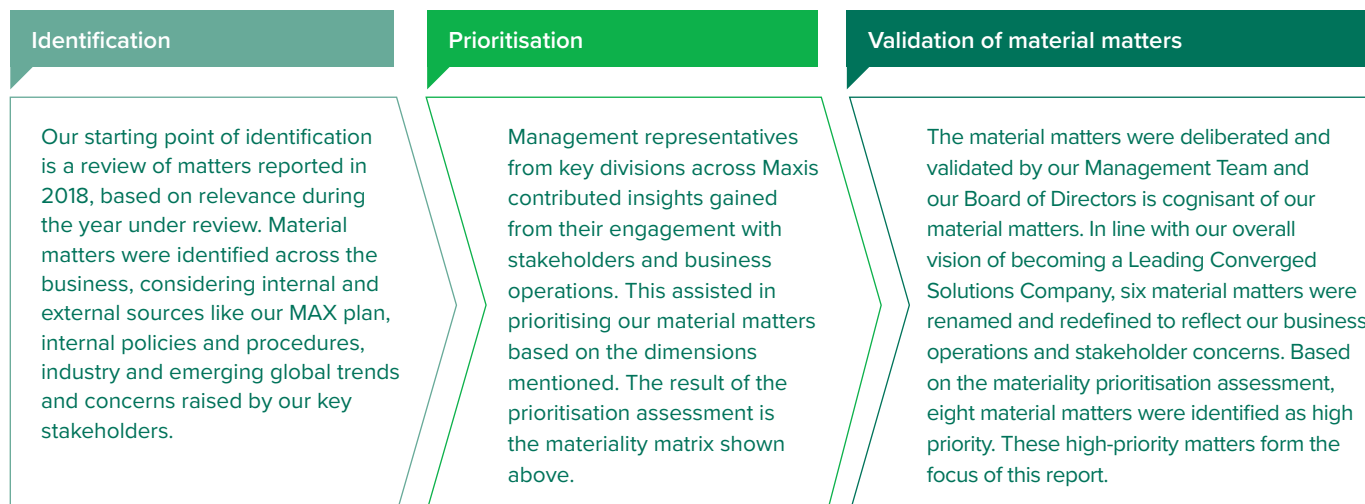 Identification
Our starting point of identification
is a review of matters reported in
2018, based on relevance during
the year under review. Material
matters were identified across the
business, considering internal and
external sources like our MAX plan,
internal policies and procedures,
industry and emerging global trends
and concerns raised by our key
stakeholders.
Prioritisation
Management representatives
from key divisions across Maxis
contributed insights gained
from their engagement with
stakeholders and business
operations. This assisted in
prioritising our material matters
based on the dimensions
mentioned. The result of the
prioritisation assessment is
the materiality matrix shown
above.
Validation of material matters
The material matters were deliberated and
validated by our Management Team and
our Board of Directors is cognisant of our
material matters. In line with our overall
vision of becoming a Leading Converged
Solutions Company, six material matters were
renamed and redefined to reflect our business
operations and stakeholder concerns. Based
on the materiality prioritisation assessment,
eight material matters were identified as high
priority. These high-priority matters form the
focus of this report.